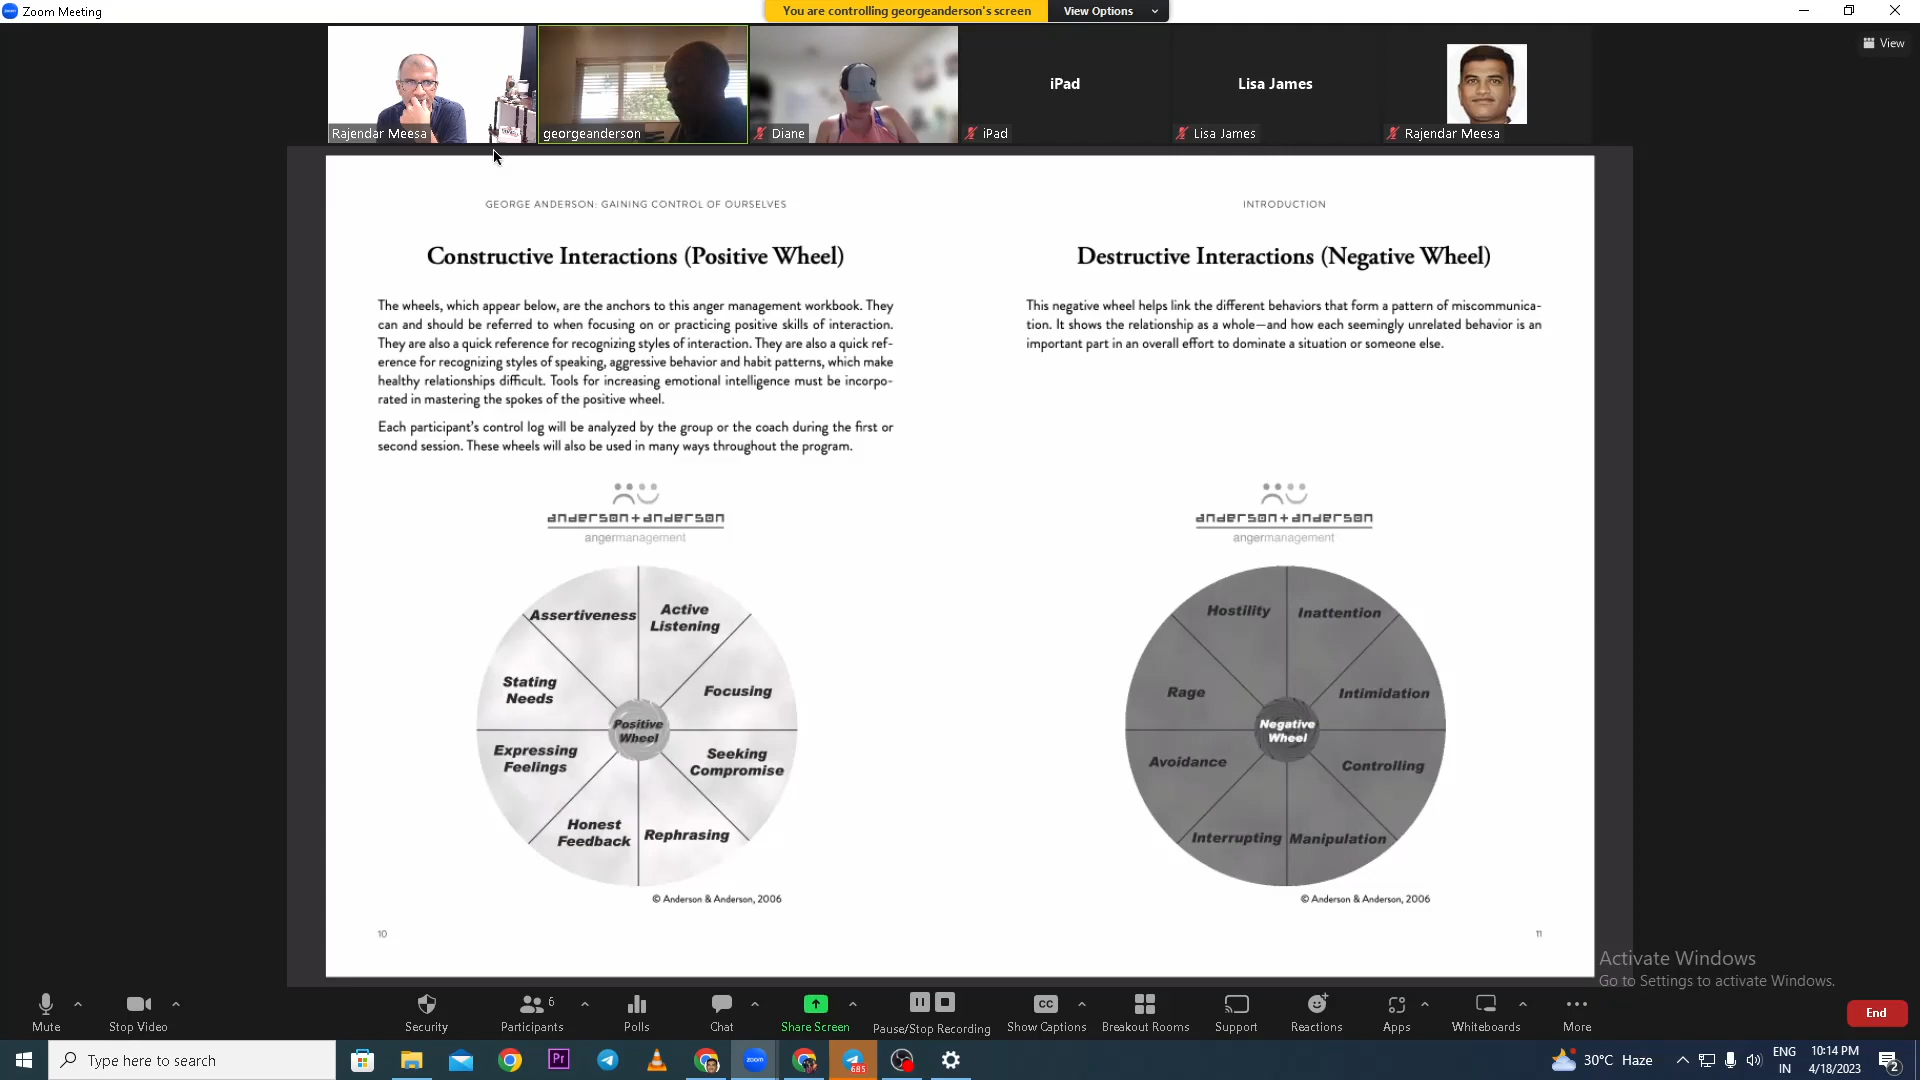 Zoom Meeting
You are controlling georgeanderson's screen
View Options
View
Rajendar Meesa
georgeanderson
Diane
iPad
iPad
Lisa James
Lisa James
Rajendar Meesa
GEORGE ANDERSON: GAINING CONTROL OF OURSELVES
Constructive Interactions (Positive Wheel)
The wheels, which appear below, are the anchors to this anger management workbook. They
can and should be referred to when focusing on or practicing positive skills of interaction.
They are also a quick reference for recognizing styles of interaction. They are also a quick ref-
erence for recognizing styles of speaking, aggressive behavior and habit patterns, which make
healthy relationships difficult. Tools for increasing emotional intelligence must be incorpo-
rated in mastering the spokes of the positive wheel.
Each participant's control log will be analyzed by the group or the coach during the first or
second session. These wheels will also be used in many ways throughout the program.
anderson+anderson
angermanagement
Assertiveness
Active
Listening
Stating
Needs
Focusing
Positive
Wheel
Expressing
Feelings
Seeking
Compromise
Honest
Feedback
Rephrasing
© Anderson & Anderson, 2006
10
INTRODUCTION
Destructive Interactions (Negative Wheel)
This negative wheel helps link the different behaviors that form a pattern of miscommunica-
tion. It shows the relationship as a whole—and how each seemingly unrelated behavior is an
important part in an overall effort to dominate a situation or someone else.
anderson+anderson
angermanagement
Hostility
Inattention
Rage
Intimidation
Negative
Wheel
Avoidance
Controlling
Interrupting
Manipulation
© Anderson & Anderson, 2006
11
Activate Windows
Go to Settings to activate Windows.
Mute
Stop Video
Security
6
Participants
Polls
Chat
Share Screen
Pause/Stop Recording
CC
Show Captions
Breakout Rooms
Support
Reactions
Apps
Whiteboards
More
End
Type here to search
Pr
zoom
685
30°C Haze
ENG
IN
10:14 PM
4/18/2023
2